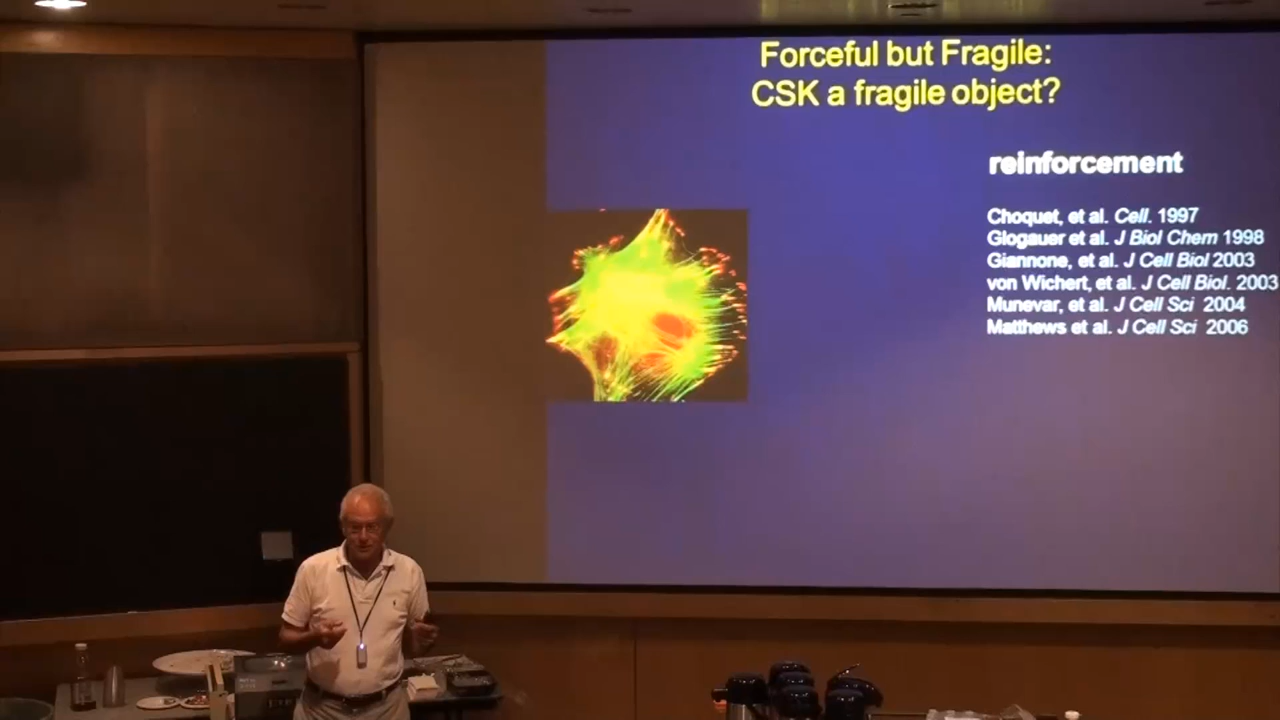 Forceful but Fragile:
CSK a fragile object?
reinforcement
Choquet, et al. Cell. 1997
Glogauer et al. J Biol Chem 1998
Giannone, et al. J Cell Biol 2003
von Wichert, et al. J Cell Biol. 2003
Munevar, et al. J Cell Sci 2004
Matthews et al. J Cell Sci 2006